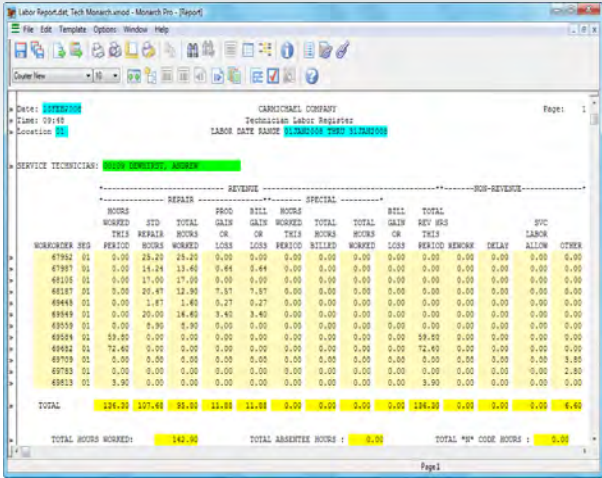 Labor Report.dat; Tech Monarch.xmod - Monarch Pro - [Report]
File Edit Template Options Window Help
Courier New 10
Date: 10FEB2008 CARMICHAEL COMPANY Page: 1
Time: 09:48 Technician Labor Register
Location 01 LABOR DATE RANGE 01JAN2008 THRU 31JAN2008
SERVICE TECHNICIAN: DEWHIRST, ANDREW
REVENUE NON-REVENUE
REPAIR SPECIAL
HOURS PROD BILL HOURS BILL TOTAL
WORKED STD TOTAL GAIN GAIN WORKED TOTAL TOTAL GAIN REV HRS SVC
THIS REPAIR HOURS OR OR THIS HOURS HOURS OR THIS LABOR
WORKORDER SEG PERIOD HOURS WORKED LOSS LOSS PERIOD BILLED WORKED LOSS PERIOD REWORK DELAY ALLOW OTHER
67952 01 0.00 25.20 25.20 0.00 0.00 0.00 0.00 0.00 0.00 0.00 0.00 0.00 0.00 0.00
67987 01 0.00 14.24 13.60 0.64 0.64 0.00 0.00 0.00 0.00 0.00 0.00 0.00 0.00 0.00
68105 01 0.00 17.00 17.00 0.00 0.00 0.00 0.00 0.00 0.00 0.00 0.00 0.00 0.00 0.00
68187 01 0.00 20.47 12.90 7.57 7.57 0.00 0.00 0.00 0.00 0.00 0.00 0.00 0.00 0.00
69445 01 0.00 1.87 1.60 0.27 0.27 0.00 0.00 0.00 0.00 0.00 0.00 0.00 0.00 0.00
69549 01 0.00 20.00 16.60 3.40 3.40 0.00 0.00 0.00 0.00 0.00 0.00 0.00 0.00 0.00
69559 01 0.00 8.90 8.90 0.00 0.00 0.00 0.00 0.00 0.00 0.00 0.00 0.00 0.00 0.00
69584 01 59.80 0.00 0.00 0.00 0.00 0.00 0.00 0.00 0.00 59.80 0.00 0.00 0.00 0.00
69682 01 72.60 0.00 0.00 0.00 0.00 0.00 0.00 0.00 0.00 72.60 0.00 0.00 0.00 0.00
69709 01 0.00 0.00 0.00 0.00 0.00 0.00 0.00 0.00 0.00 0.00 0.00 0.00 0.00 3.80
69783 01 0.00 0.00 0.00 0.00 0.00 0.00 0.00 0.00 0.00 0.00 0.00 0.00 0.00 2.80
69813 01 3.90 0.00 0.00 0.00 0.00 0.00 0.00 0.00 0.00 3.90 0.00 0.00 0.00 0.00
TOTAL 136.30 107.68 95.80 11.88 11.88 0.00 0.00 0.00 0.00 136.30 0.00 0.00 0.00 6.60
TOTAL HOURS WORKED: 142.90 TOTAL ABSENTEE HOURS : 0.00 TOTAL "N" CODE HOURS : 0.00
Page1